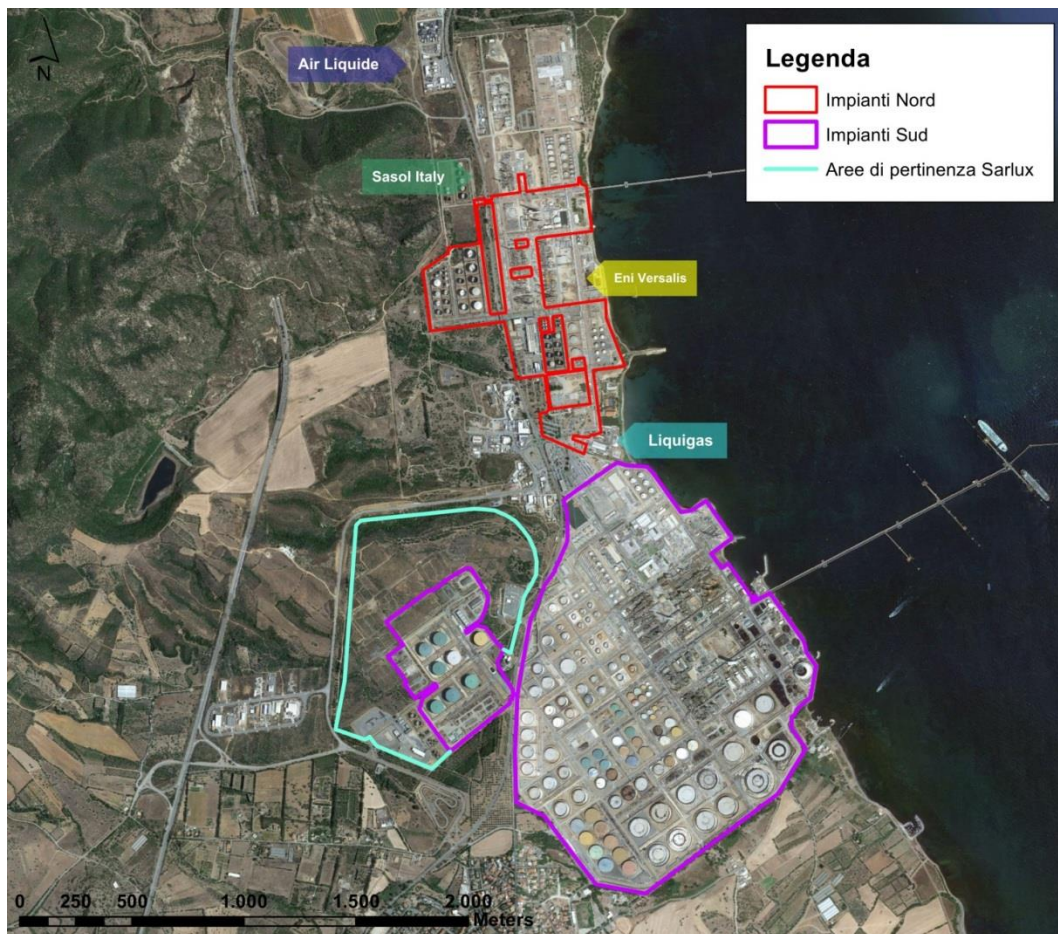 N
Air Liquide
Legenda
Impianti Nord
Impianti Sud
Aree di pertinenza Sarlux
Sasol Italy
Eni Versalis
Liquigas
0 250 500 1.000 1.500 2.000
Meters